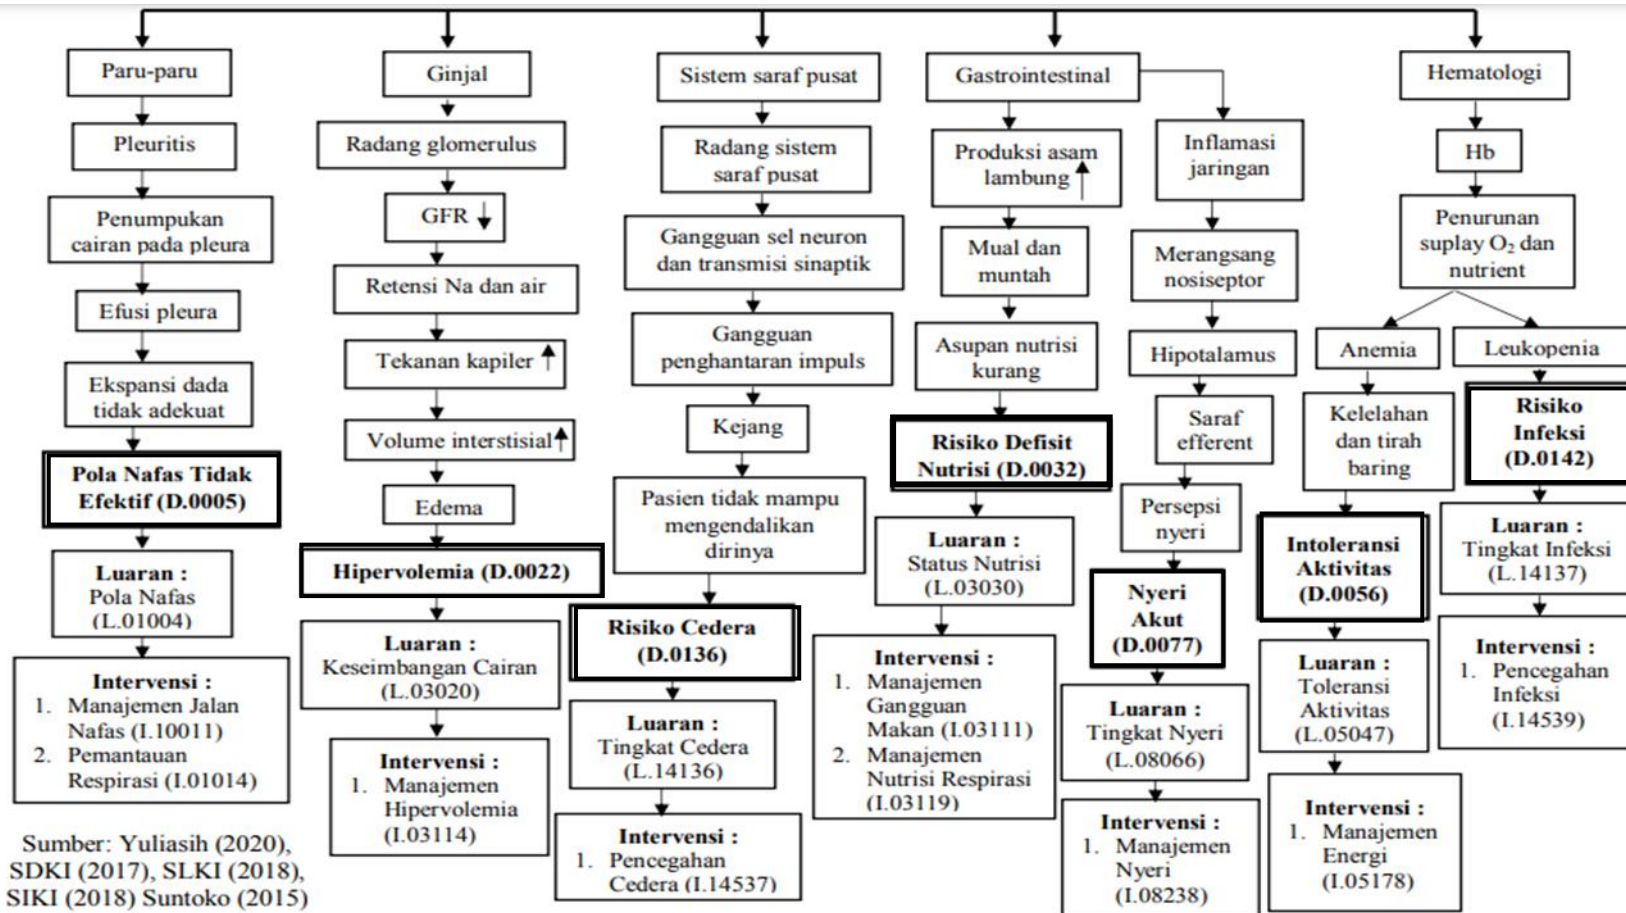 Paru-paru
Pleuritis
Penumpukan
cairan pada pleura
Efusi pleura
Ekspansi dada
tidak adekuat
Pola Nafas Tidak
Efektif (D.0005)
Luaran :
Pola Nafas
(L.01004)
Intervensi :
1. Manajemen Jalan
Nafas (I.10011)
2. Pemantauan
Respirasi (I.01014)
Sumber: Yuliasih (2020),
SDKI (2017), SLKI (2018),
SIKI (2018) Suntoko (2015)
Ginjal
Radang glomerulus
GFR ↓
Retensi Na dan air
Tekanan kapiler ↑
Volume interstisial ↑
Edema
Hipervolemia (D.0022)
Luaran :
Keseimbangan Cairan
(L.03020)
Intervensi :
1. Manajemen
Hipervolemia
(I.03114)
Sistem saraf pusat
Radang sistem
saraf pusat
Gangguan sel neuron
dan transmisi sinaptik
Gangguan
penghantaran impuls
Kejang
Pasien tidak mampu
mengendalikan
dirinya
Risiko Cedera
(D.0136)
Luaran :
Tingkat Cedera
(L.14136)
Intervensi :
1. Pencegahan
Cedera (I.14537)
Gastrointestinal
Produksi asam
lambung ↑
Mual dan
muntah
Asupan nutrisi
kurang
Risiko Defisit
Nutrisi (D.0032)
Luaran :
Status Nutrisi
(L.03030)
Intervensi :
1. Manajemen
Gangguan
Makan (I.03111)
2. Manajemen
Nutrisi Respirasi
(I.03119)
Inflamasi
jaringan
Merangsang
nosiseptor
Hipotalamus
Saraf
efferent
Persepsi
nyeri
Nyeri
Akut
(D.0077)
Luaran :
Tingkat Nyeri
(L.08066)
Intervensi :
1. Manajemen
Nyeri
(I.08238)
Hematologi
Hb
Penurunan
suplay O₂ dan
nutrient
Anemia
Kelelahan
dan tirah
baring
Intoleransi
Aktivitas
(D.0056)
Luaran :
Toleransi
Aktivitas
(L.05047)
Intervensi :
1. Manajemen
Energi
(I.05178)
Leukopenia
Risiko
Infeksi
(D.0142)
Luaran :
Tingkat Infeksi
(L.14137)
Intervensi :
1. Pencegahan
Infeksi
(I.14539)